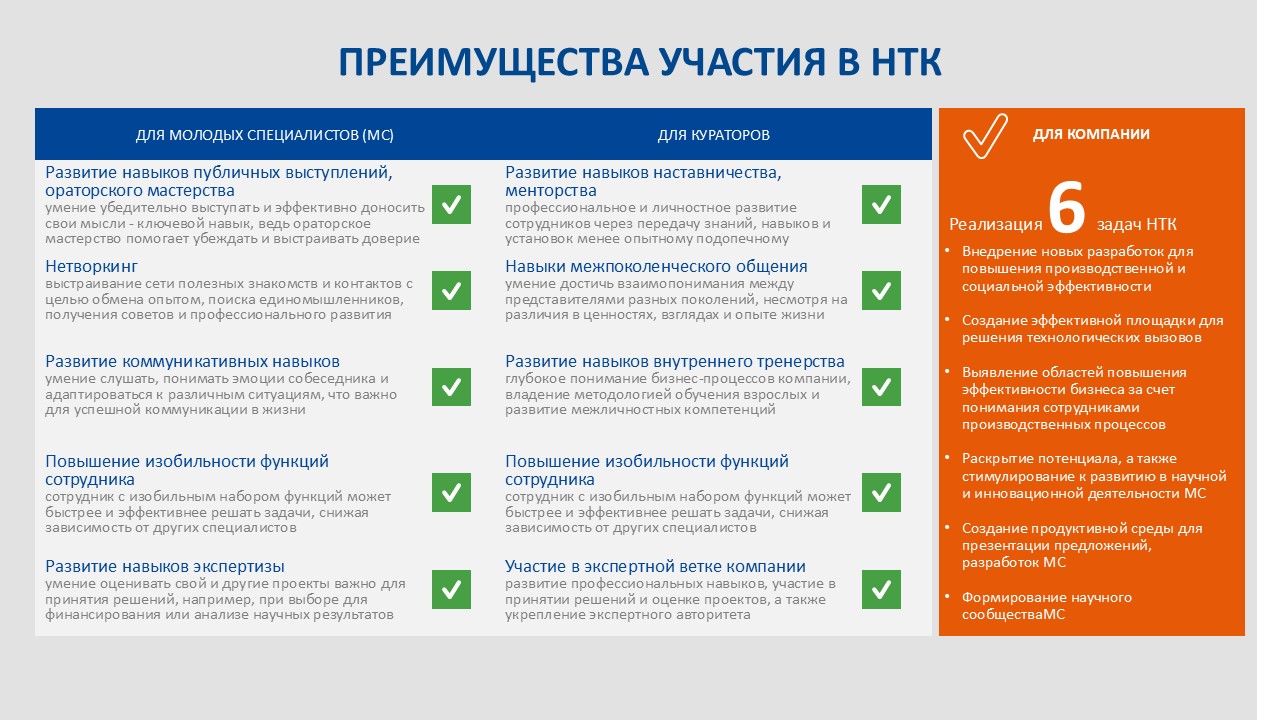 ПРЕИМУЩЕСТВА УЧАСТИЯ В НТК
ДЛЯ МОЛОДЫХ СПЕЦИАЛИСТОВ (МС)
Развитие навыков публичных выступлений,
ораторского мастерства
умение убедительно выступать и эффективно доносить
свои мысли - ключевой навык, ведь ораторское
мастерство помогает убеждать и выстраивать доверие
Нетворкинг
выстраивание сети полезных знакомств и контактов с
целью обмена опытом, поиска единомышленников,
получения советов и профессионального развития
Развитие коммуникативных навыков
умение слушать, понимать эмоции собеседника и
адаптироваться к различным ситуациям, что важно
для успешной коммуникации в жизни
Повышение изобильности функций
сотрудника
сотрудник с изобильным набором функций может
быстрее и эффективнее решать задачи, снижая
зависимость от других специалистов
Развитие навыков экспертизы
умение оценивать свой и другие проекты важно для
принятия решений, например, при выборе для
финансирования или анализе научных результатов
ДЛЯ КУРАТОРОВ
Развитие навыков наставничества,
менторства
профессиональное и личностное развитие
сотрудников через передачу знаний, навыков и
установок менее опытному подопечному
Навыки межпоколенческого общения
умение достичь взаимопонимания между
представителями разных поколений, несмотря на
различия в ценностях, взглядах и опыте жизни
Развитие навыков внутреннего тренерства
глубокое понимание бизнес-процессов компании,
владение методологией обучения взрослых и
развитие межличностных компетенций
Повышение изобильности функций
сотрудника
сотрудник с изобильным набором функций может
быстрее и эффективнее решать задачи, снижая
зависимость от других специалистов
Участие в экспертной ветке компании
развитие профессиональных навыков, участие в
принятии решений и оценке проектов, а также
укрепление экспертного авторитета
ДЛЯ КОМПАНИИ
Реализация 6 задач НТК
• Внедрение новых разработок для
повышения производственной и
социальной эффективности
• Создание эффективной площадки для
решения технологических вызовов
• Выявление областей повышения
эффективности бизнеса за счет
понимания сотрудниками
производственных процессов
• Раскрытие потенциала, а также
стимулирование к развитию в научной
и инновационной деятельности МС
• Создание продуктивной среды для
презентации предложений,
разработок МС
• Формирование научного
сообществаМС